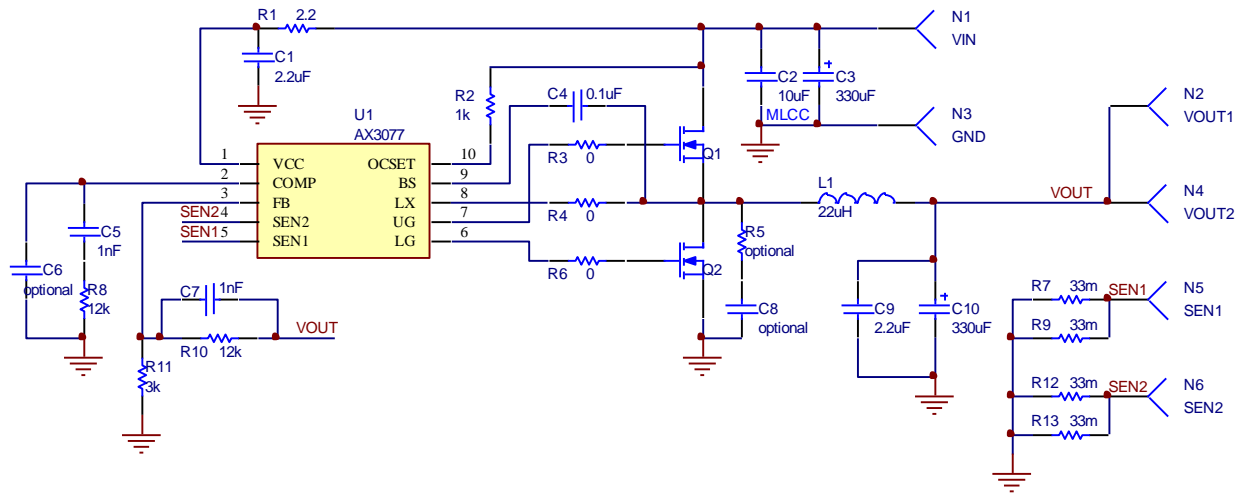 R1 2.2
N1
VIN
C1
2.2uF
C2
10uF
MLCC
C3
330uF
R2
1k
C4 0.1uF
N2
VOUT1
N3
GND
U1
AX3077
1 VCC OCSET 10
2 COMP BS 9
3 FB LX 8
SEN2 4 SEN2 UG 7
SEN1 5 SEN1 LG 6
R3 0
Q1
R4 0
L1
22uH
VOUT
N4
VOUT2
R5
optional
R6 0
Q2
C5
1nF
C6
optional
R8
12k
C7 1nF
VOUT
R10 12k
R11
3k
C8
optional
C9
2.2uF
C10
330uF
R7 33m SEN1
N5
SEN1
R9 33m
R12 33m SEN2
N6
SEN2
R13 33m